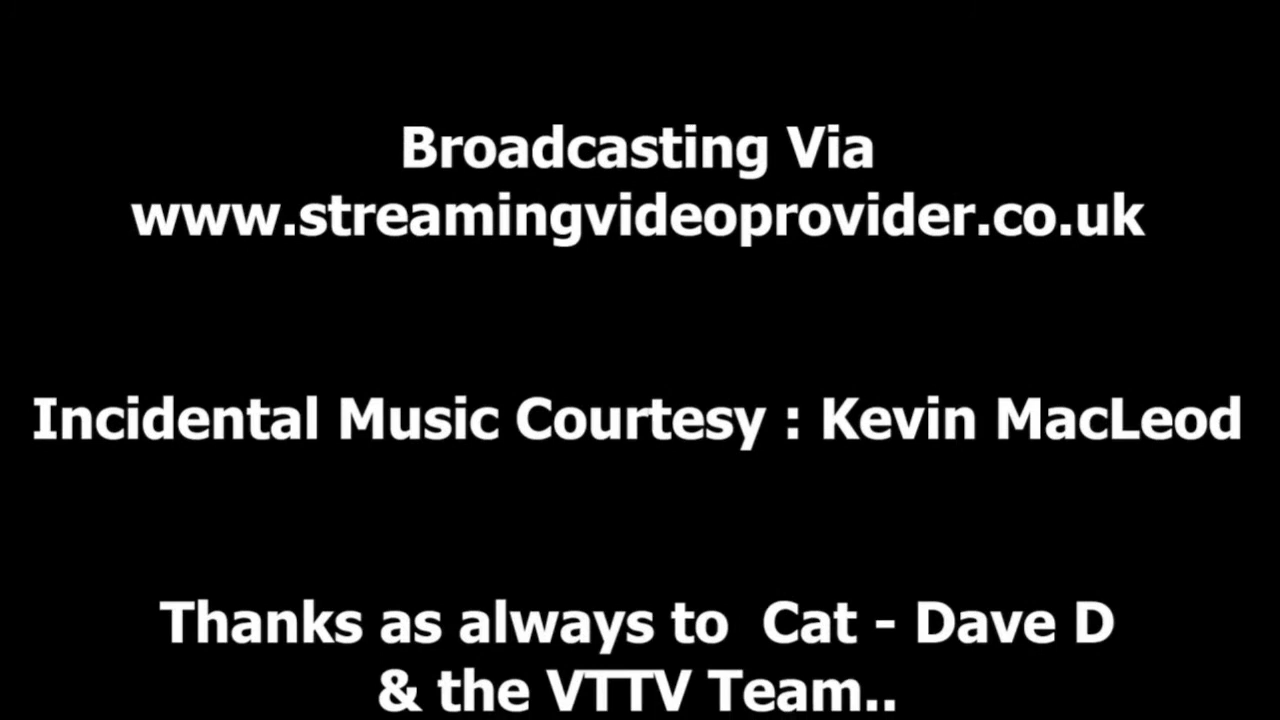 Broadcasting Via
www.streamingvideoprovider.co.uk
Incidental Music Courtesy : Kevin MacLeod
Thanks as always to  Cat - Dave D
& the VTTV Team..